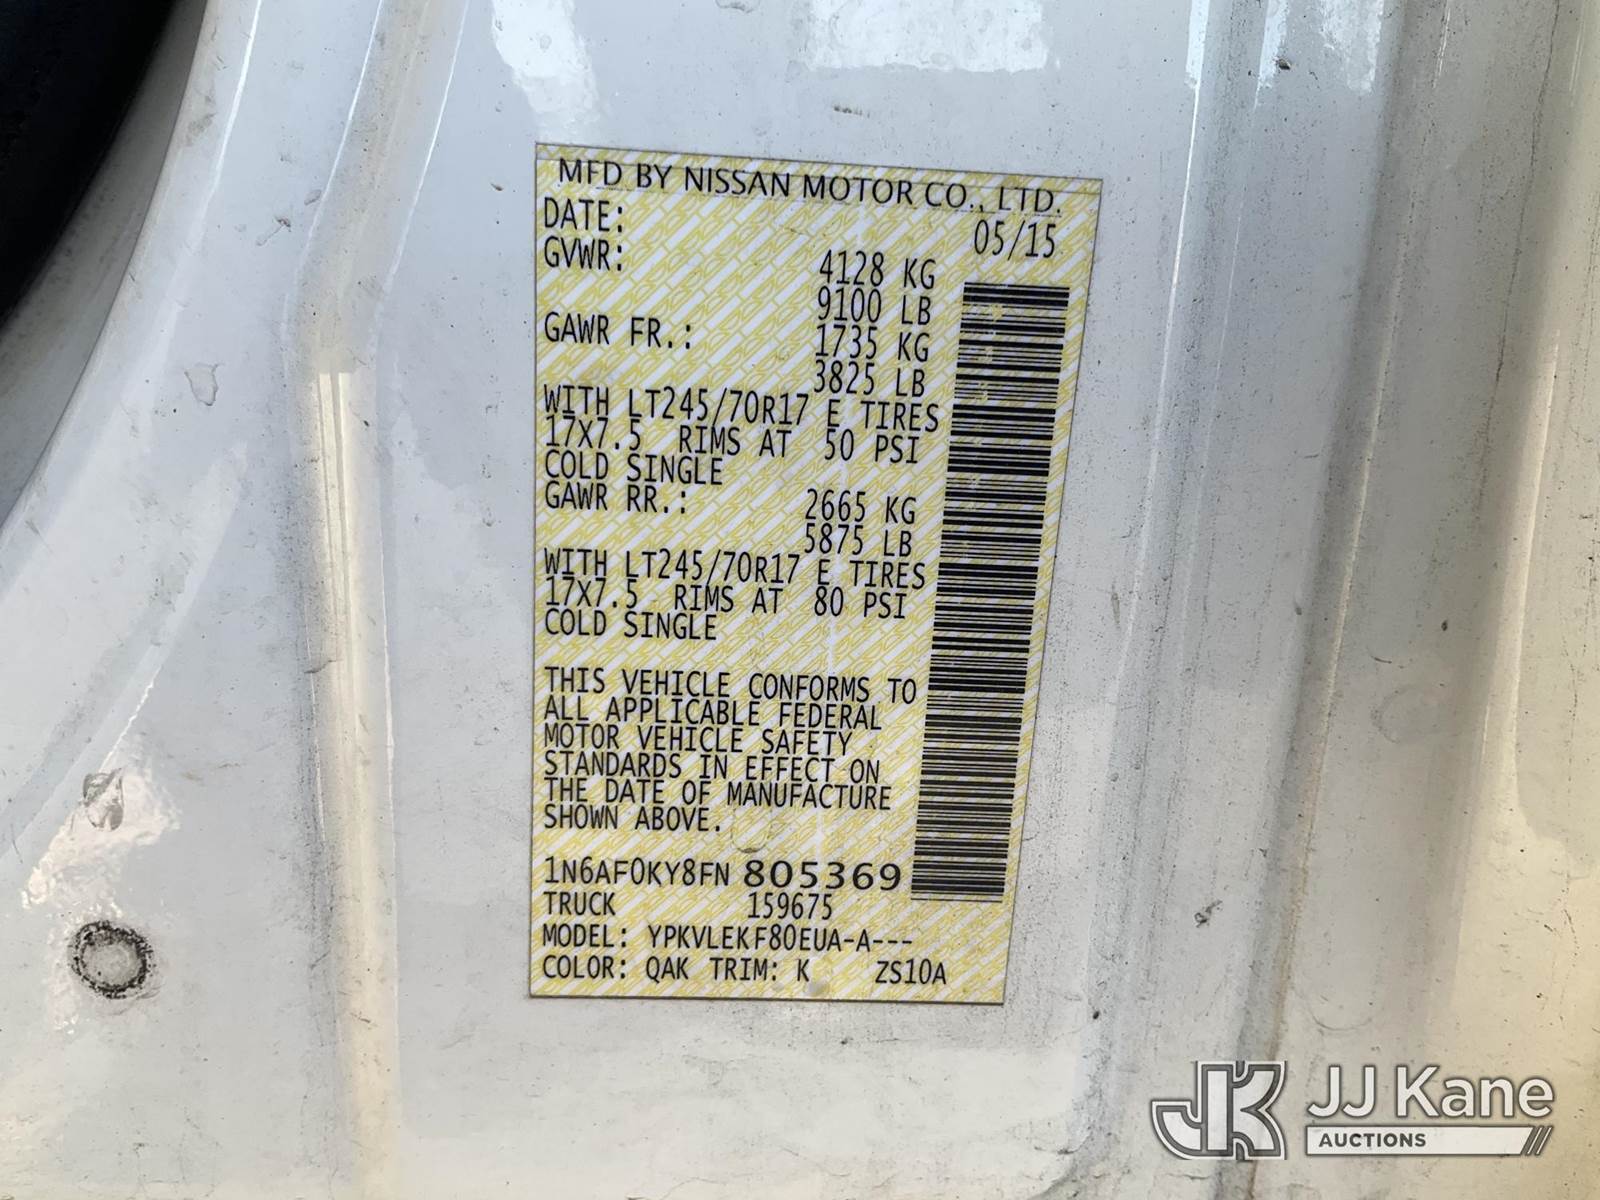 MFD BY NISSAN MOTOR CO., LTD.
DATE: 05/15
GVWR: 4128 KG
9100 LB
GAWR FR.: 1735 KG
3825 LB
WITH LT245/70R17 E TIRES
17X7.5 RIMS AT 50 PSI
COLD SINGLE
GAWR RR.: 2665 KG
5875 LB
WITH LT245/70R17 E TIRES
17X7.5 RIMS AT 80 PSI
COLD SINGLE
THIS VEHICLE CONFORMS TO
ALL APPLICABLE FEDERAL
MOTOR VEHICLE SAFETY
STANDARDS IN EFFECT ON
THE DATE OF MANUFACTURE
SHOWN ABOVE.
1N6AF0KY8FN 805369
TRUCK 159675
MODEL: YPKVLEKF80EUA-A---
COLOR: QAK TRIM: K ZS10A
JK JJ Kane
AUCTIONS